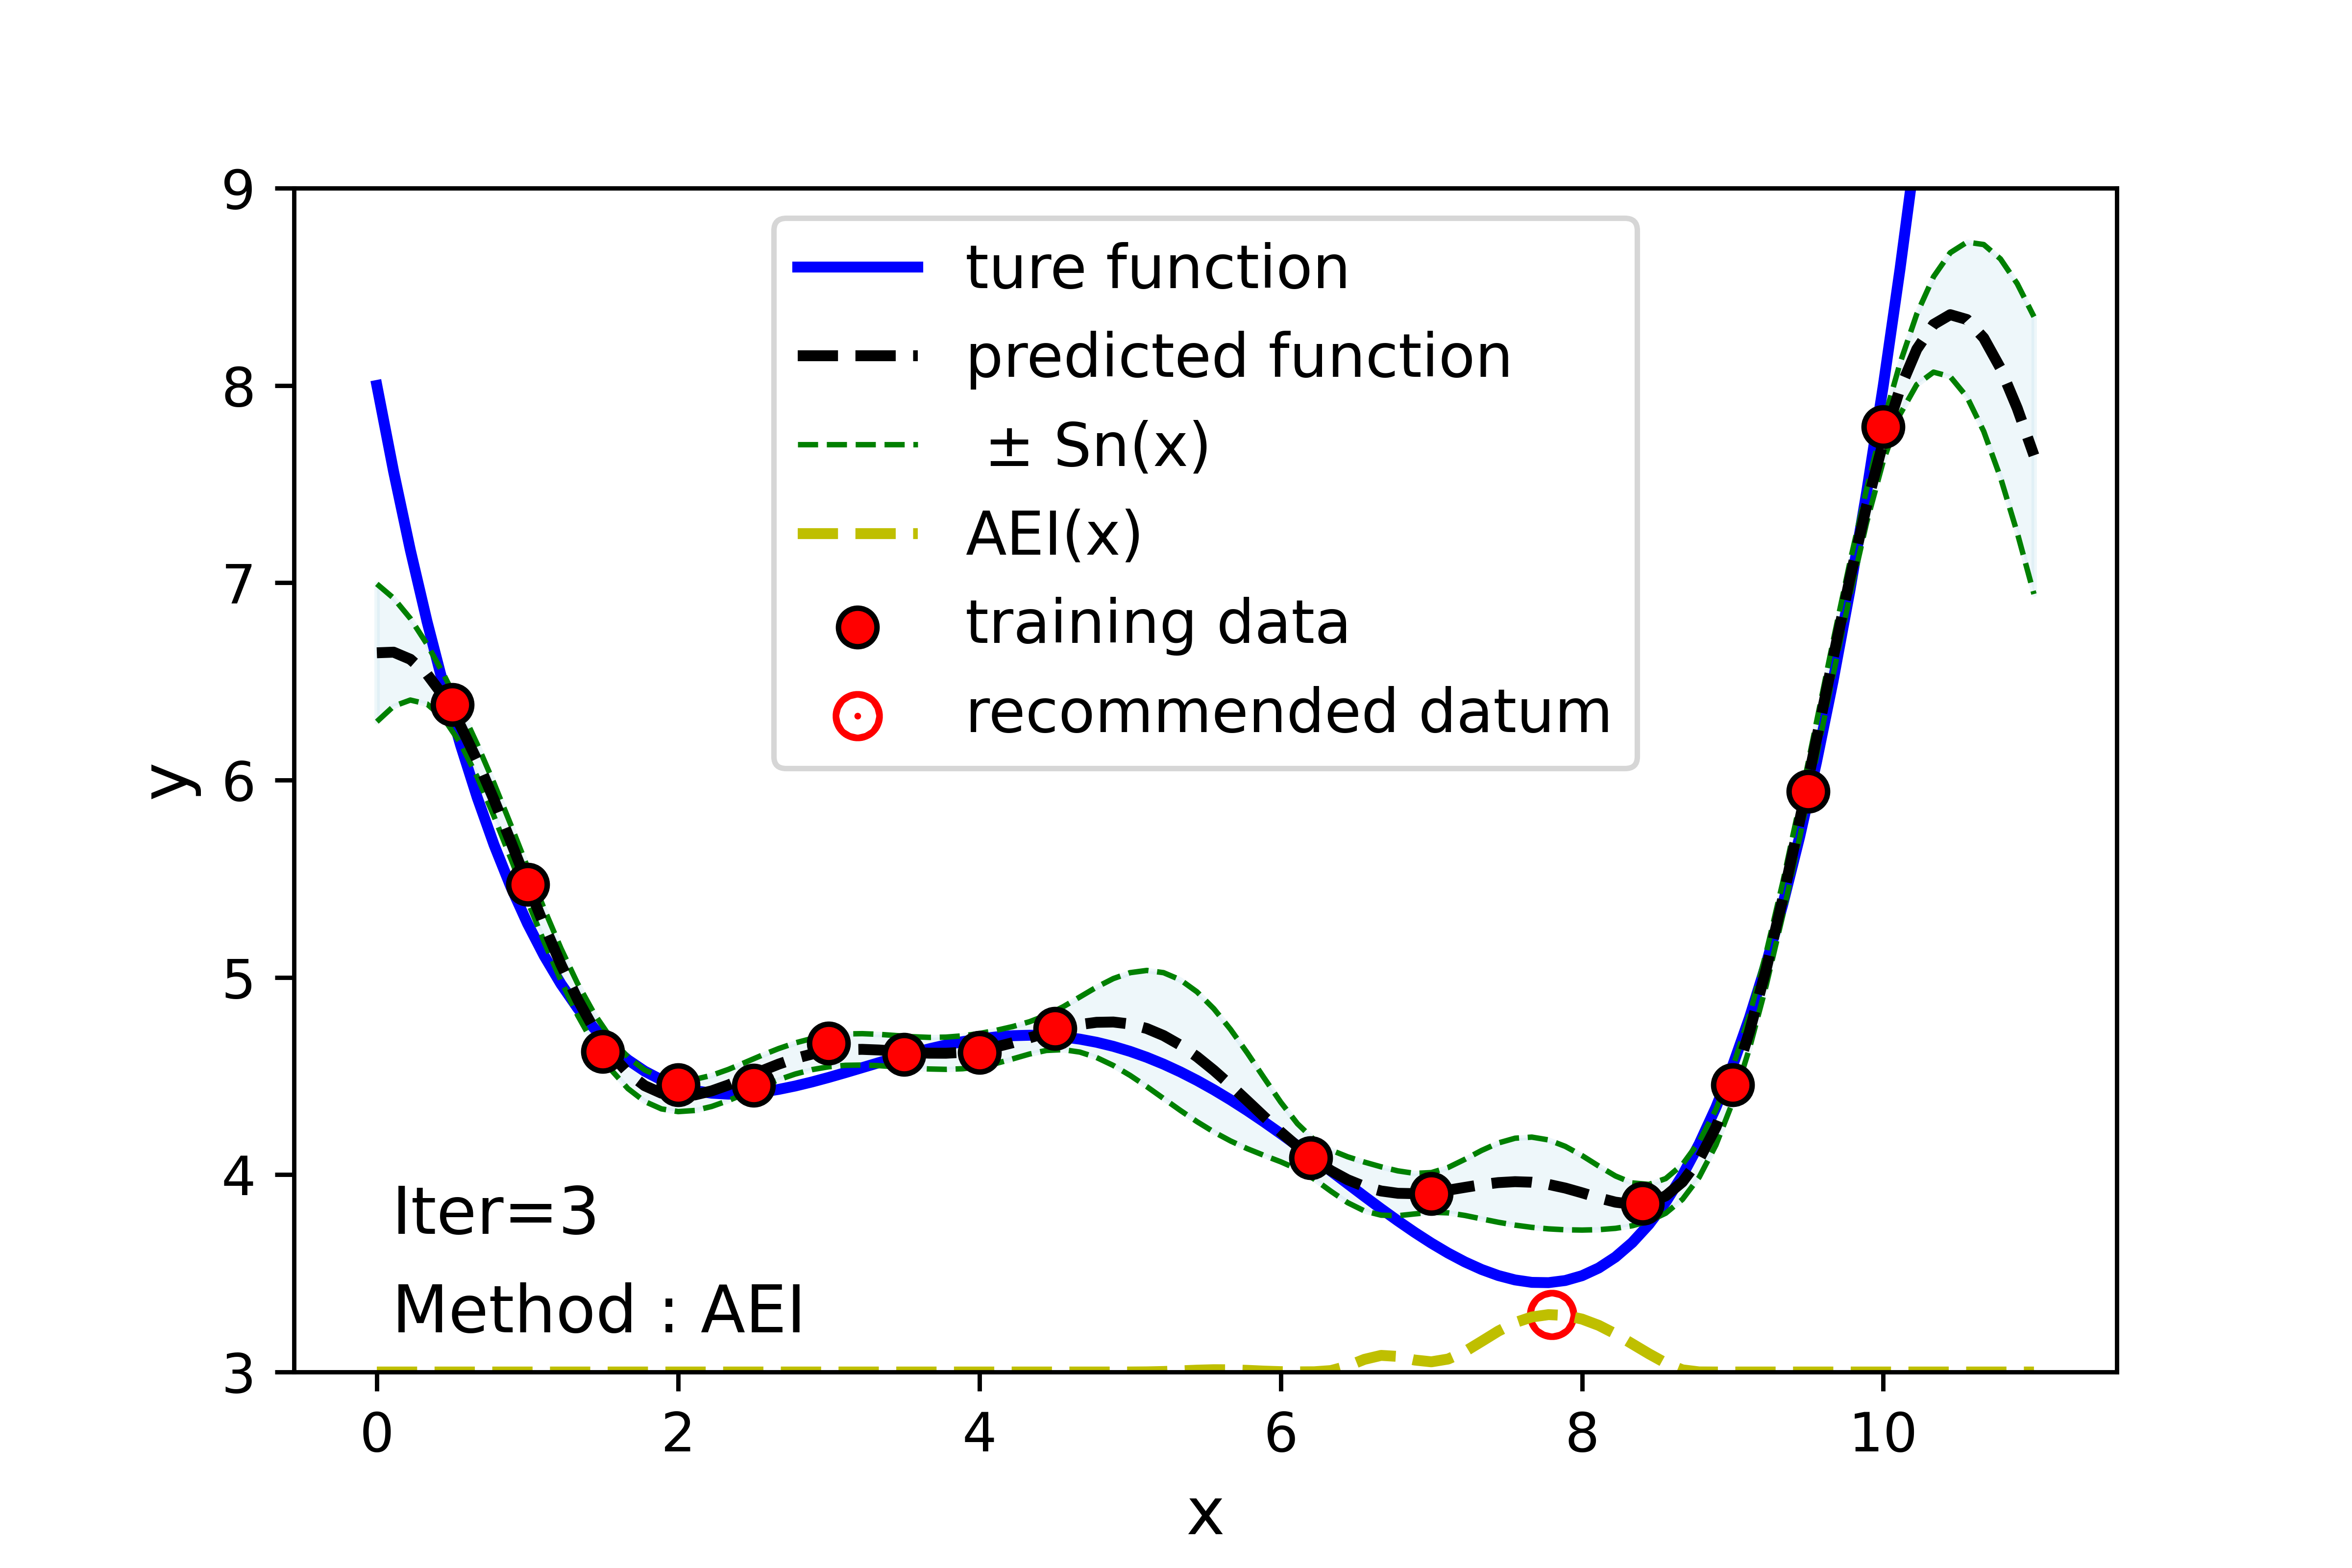 9
8
7
6
5
4
3
y
ture function
predicted function
± Sn(x)
AEI(x)
training data
recommended datum
Iter=3
Method : AEI
0 2 4 6 8 10
x